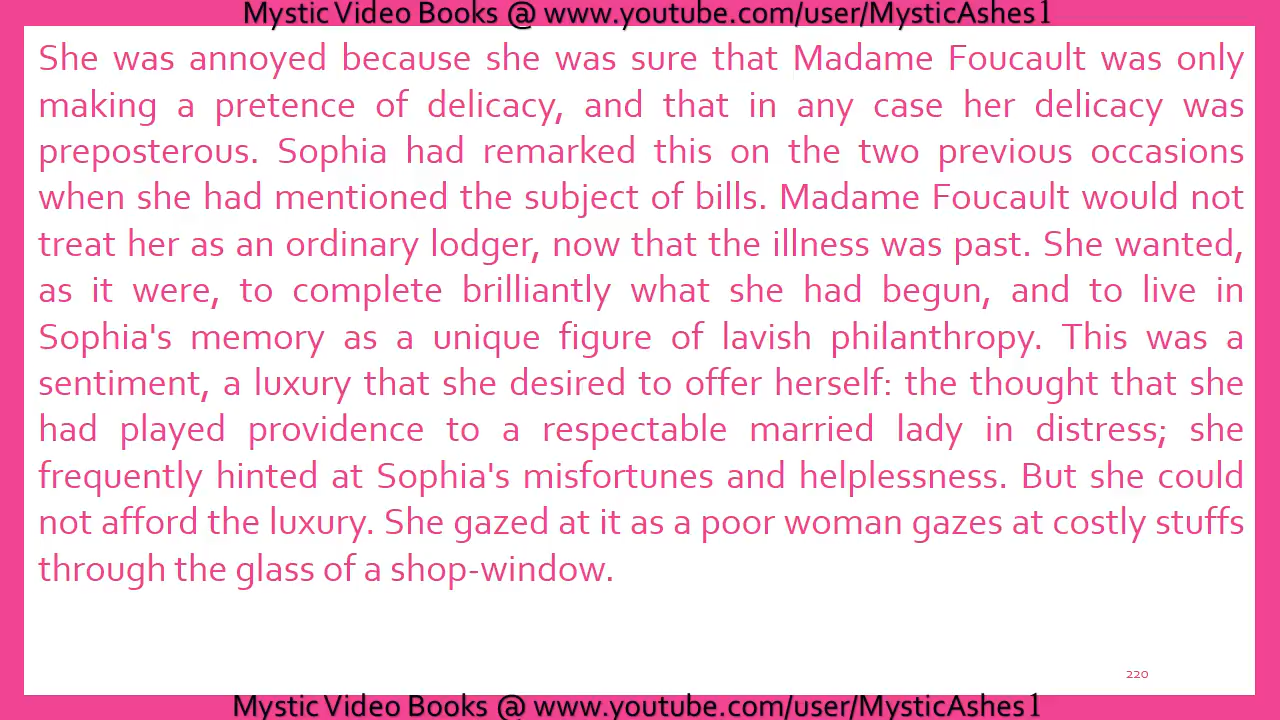 Mystic Video Books @ www.youtube.com/user/MysticAshes1
She was annoyed because she was sure that Madame Foucault was only
making a pretence of delicacy, and that in any case her delicacy was
preposterous. Sophia had remarked this on the two previous occasions
when she had mentioned the subject of bills. Madame Foucault would not
treat her as an ordinary lodger, now that the illness was past. She wanted,
as it were, to complete brilliantly what she had begun, and to live in
Sophia's memory as a unique figure of lavish philanthropy. This was a
sentiment, a luxury that she desired to offer herself: the thought that she
had played providence to a respectable married lady in distress; she
frequently hinted at Sophia's misfortunes and helplessness. But she could
not afford the luxury. She gazed at it as a poor woman gazes at costly stuffs
through the glass of a shop-window.
220
Mystic Video Books @ www.youtube.com/user/MysticAshes1